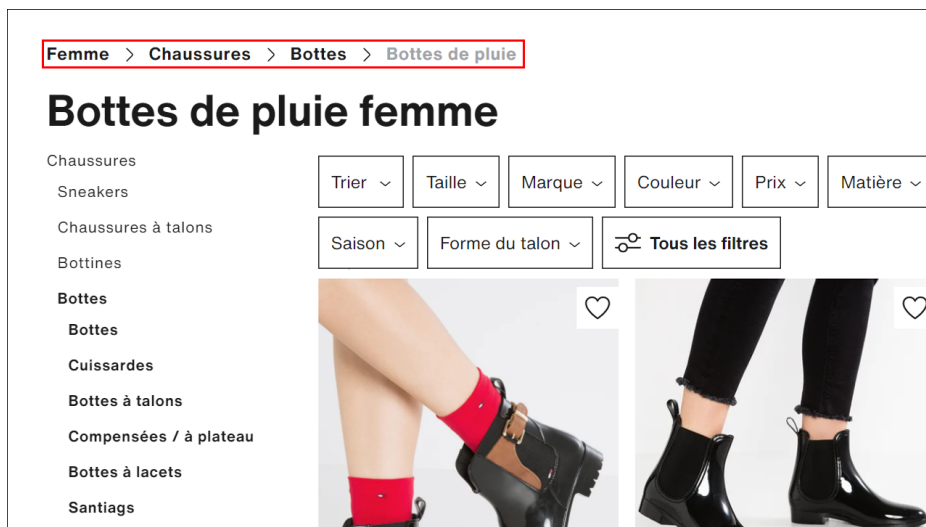 Femme > Chaussures > Bottes > Bottes de pluie
Bottes de pluie femme
Chaussures
Sneakers
Chaussures à talons
Bottines
Bottes
Bottes
Cuissardes
Bottes à talons
Compensées / à plateau
Bottes à lacets
Santiags
Trier
Taille
Marque
Couleur
Prix
Matière
Saison
Forme du talon
Tous les filtres